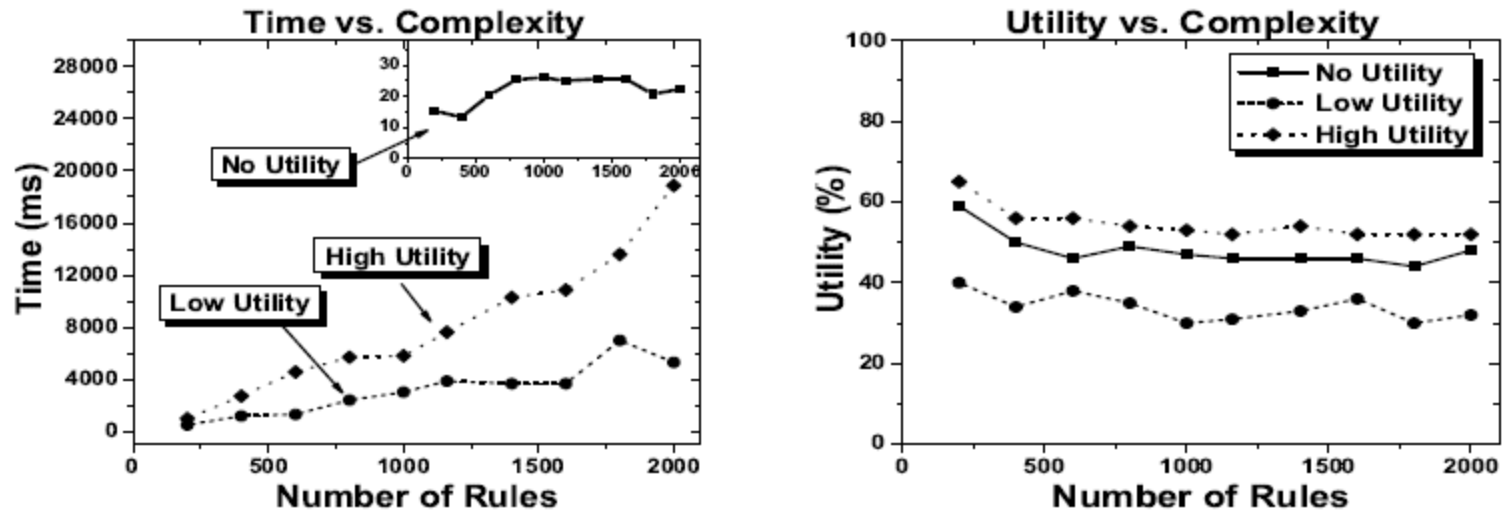 Time vs. Complexity
28000
24000
20000
16000
12000
8000
4000
0
Time (ms)
30
20
10
0
0
500
1000
1500
2000
No Utility
High Utility
Low Utility
0
500
1000
1500
2000
Number of Rules
Utility vs. Complexity
100
80
60
40
20
0
Utility (%)
No Utility
Low Utility
High Utility
0
500
1000
1500
2000
Number of Rules